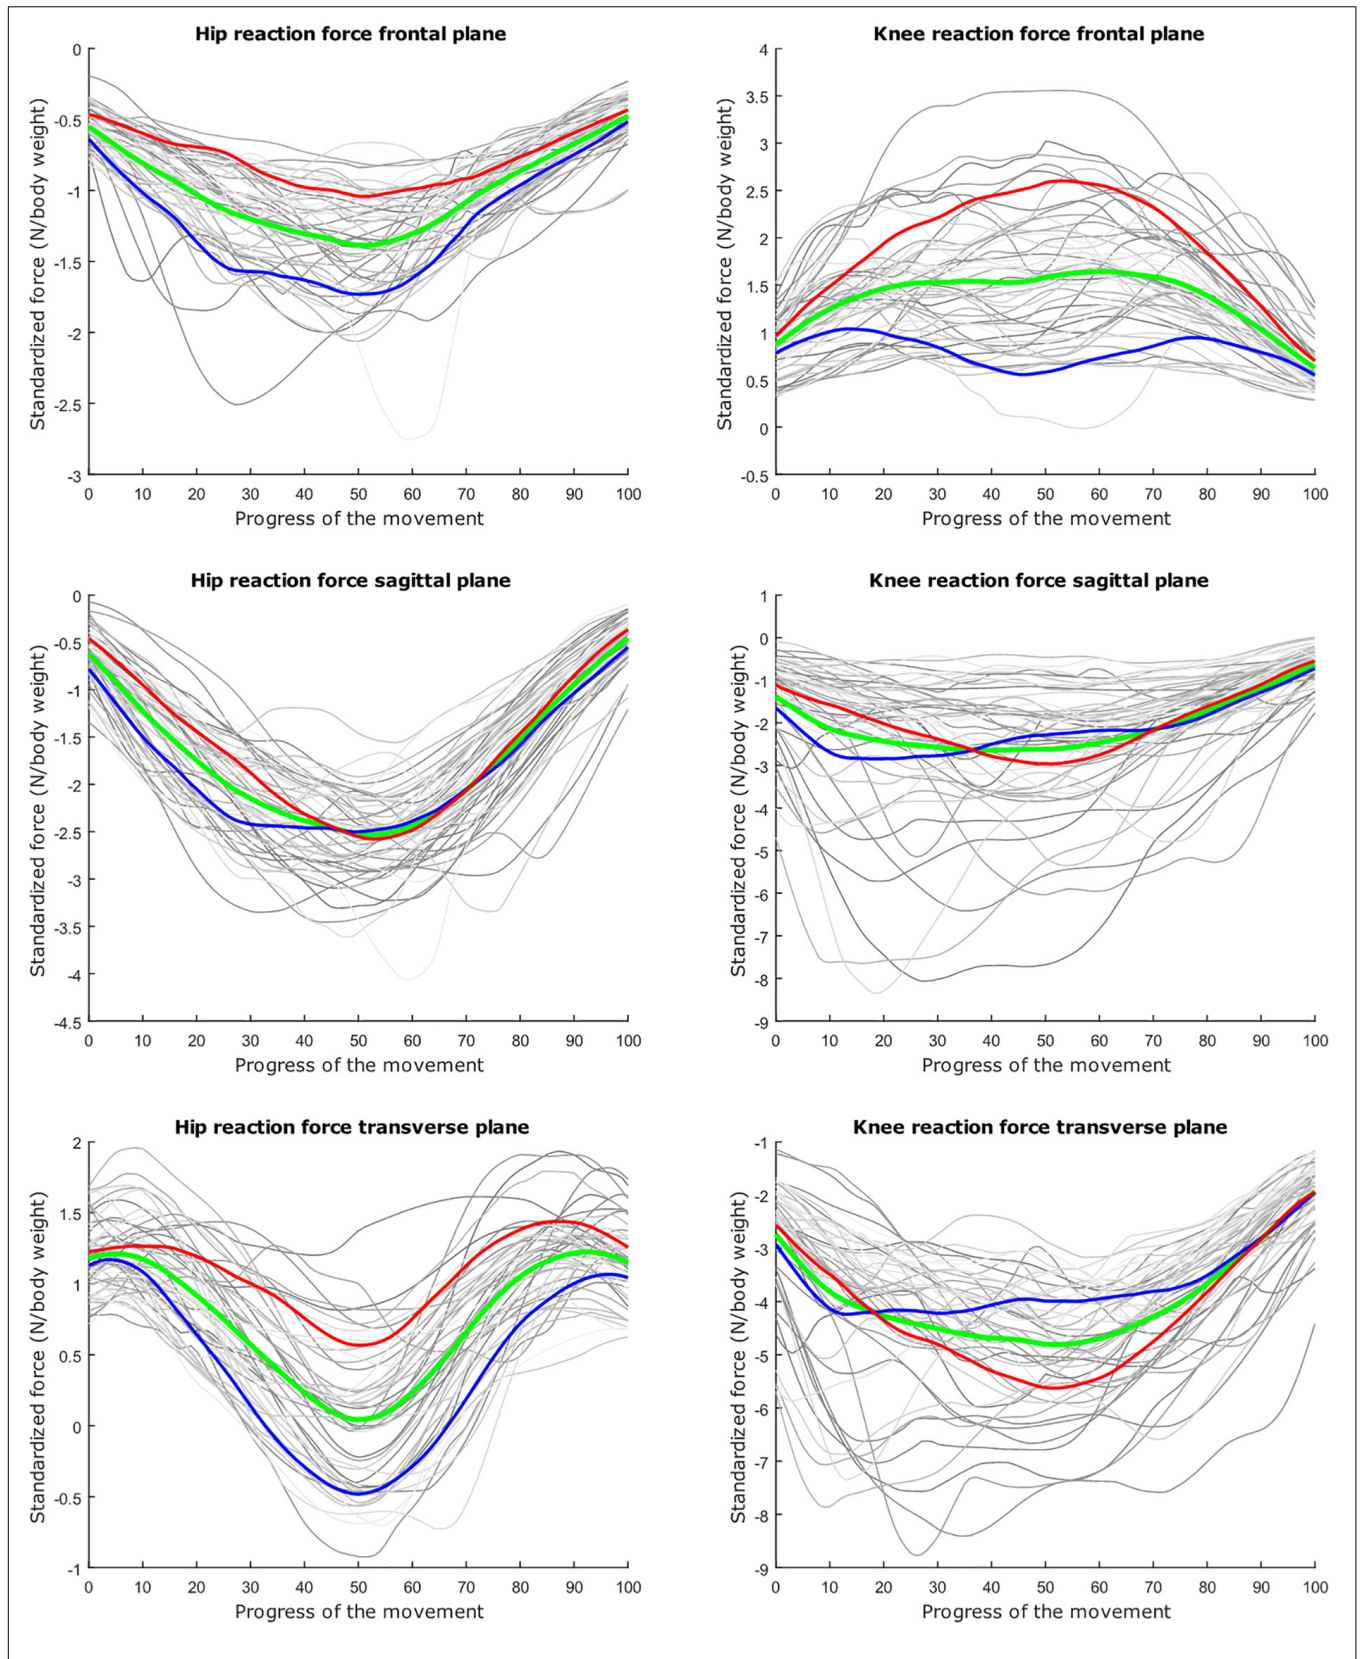 Hip reaction force frontal plane
Standardized force (N/body weight)
0
-0.5
-1
-1.5
-2
-2.5
-3
0 10 20 30 40 50 60 70 80 90 100
Progress of the movement
Knee reaction force frontal plane
Standardized force (N/body weight)
4
3.5
3
2.5
2
1.5
1
0.5
0
-0.5
0 10 20 30 40 50 60 70 80 90 100
Progress of the movement
Hip reaction force sagittal plane
Standardized force (N/body weight)
0
-0.5
-1
-1.5
-2
-2.5
-3
-3.5
-4
-4.5
0 10 20 30 40 50 60 70 80 90 100
Progress of the movement
Knee reaction force sagittal plane
Standardized force (N/body weight)
1
0
-1
-2
-3
-4
-5
-6
-7
-8
-9
0 10 20 30 40 50 60 70 80 90 100
Progress of the movement
Hip reaction force transverse plane
Standardized force (N/body weight)
2
1.5
1
0.5
0
-0.5
-1
0 10 20 30 40 50 60 70 80 90 100
Progress of the movement
Knee reaction force transverse plane
Standardized force (N/body weight)
-1
-2
-3
-4
-5
-6
-7
-8
-9
0 10 20 30 40 50 60 70 80 90 100
Progress of the movement